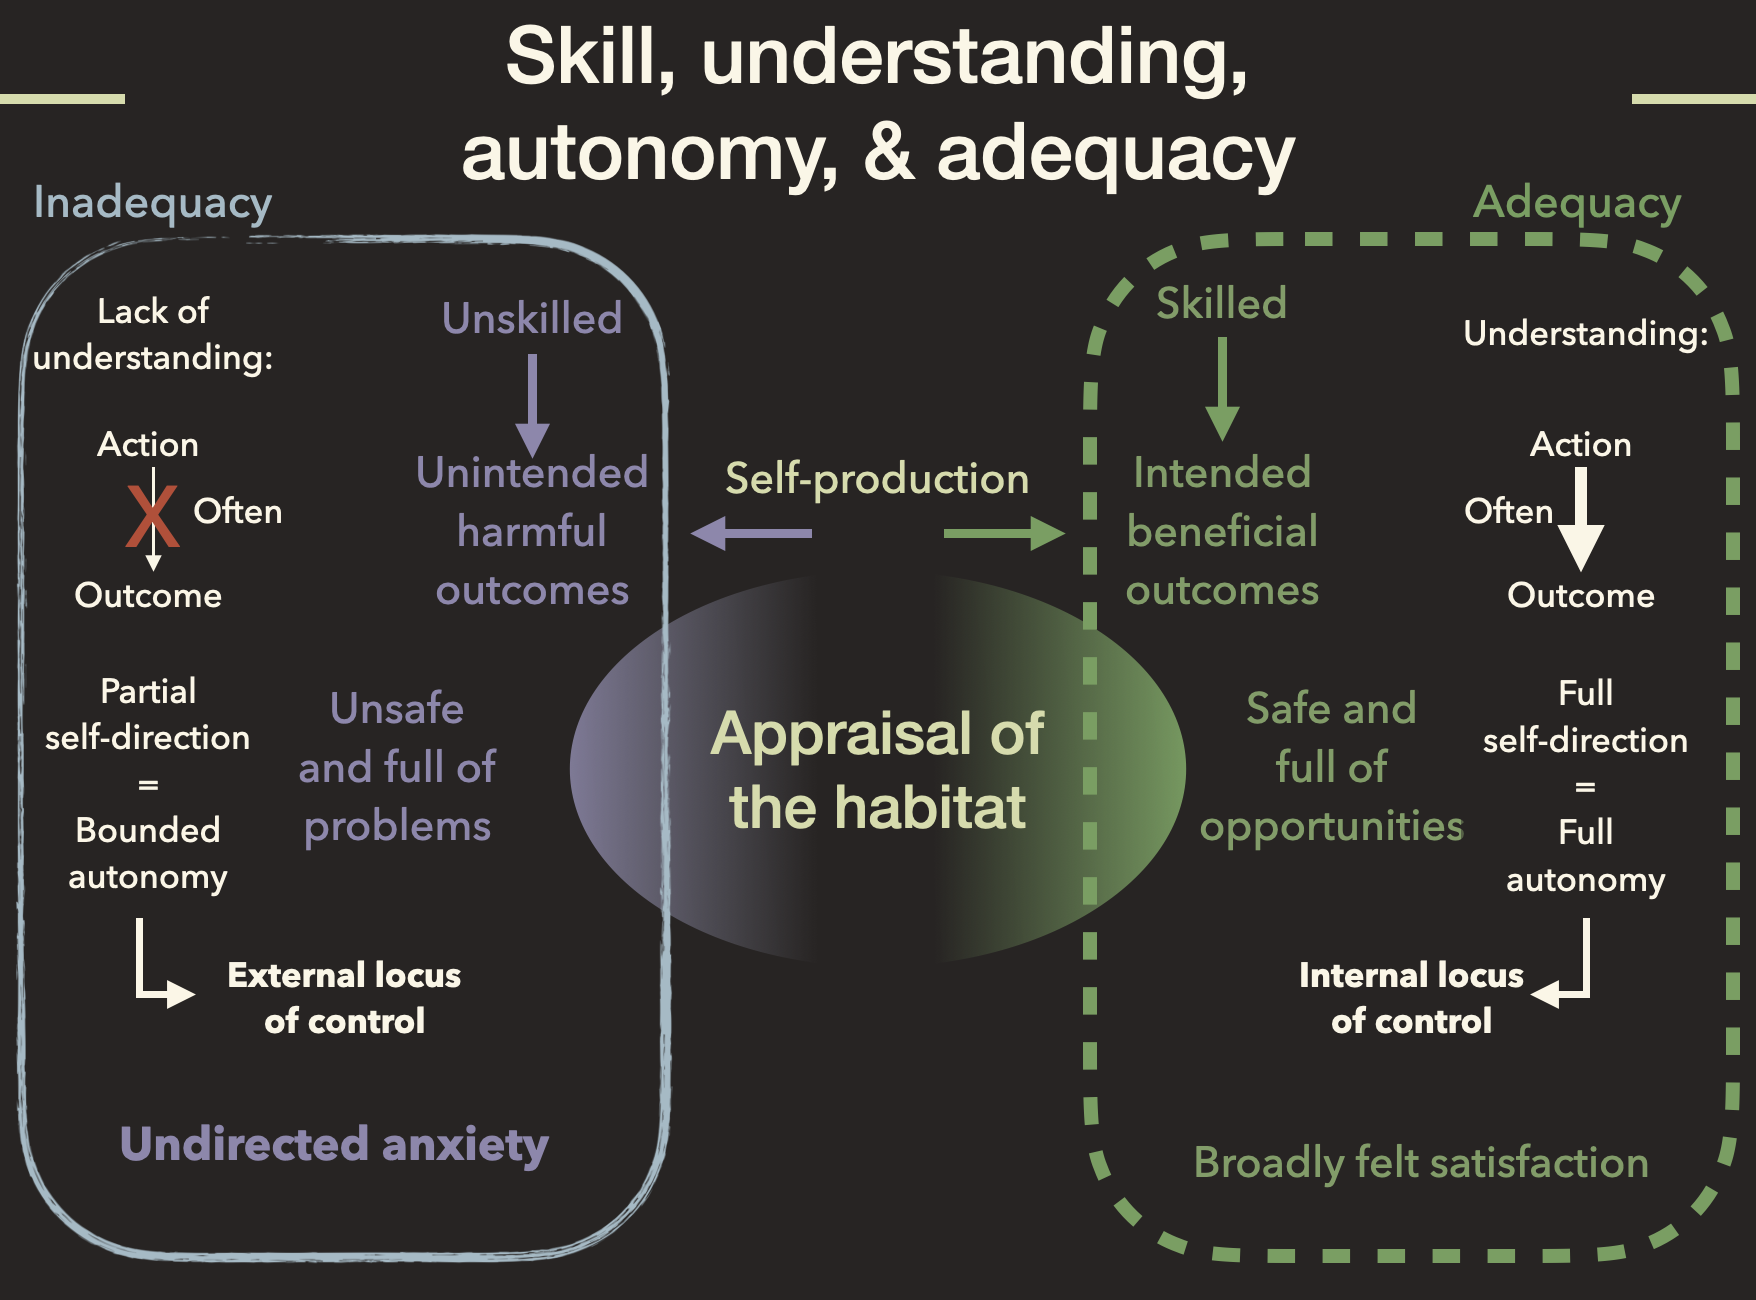 Skill, understanding,
autonomy, & adequacy
Inadequacy
Lack of
understanding:
Action
X
Often
Outcome
Partial
self-direction
=
Bounded
autonomy
External locus
of control
Unskilled
Unintended
harmful
outcomes
Unsafe
and full of
problems
Undirected anxiety
Self-production
Appraisal of
the habitat
Adequacy
Skilled
Intended
beneficial
outcomes
Safe and
full of
opportunities
Understanding:
Action
Often
Outcome
Full
self-direction
=
Full
autonomy
Internal locus
of control
Broadly felt satisfaction